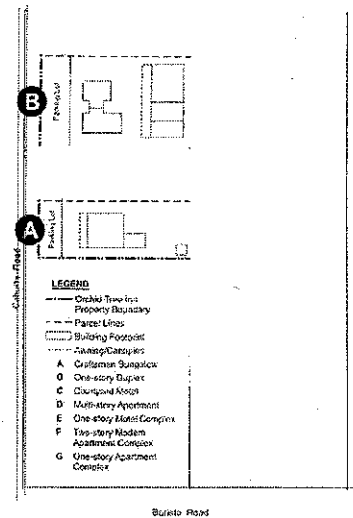 B
Parking Lot
A
Parking Lot
Cahuilla Road
LEGEND
Orchid Tree Inn
Property Boundary
Parcel Lines
Building Footprint
Awning/Canopies
A Craftsman Bungalow
B One-story Duplex
C Courtyard Motel
D Multi-story Apartment
E One-story Motel Complex
F Two-story Modern
Apartment Complex
G One-story Apartment
Complex
Baristo Road